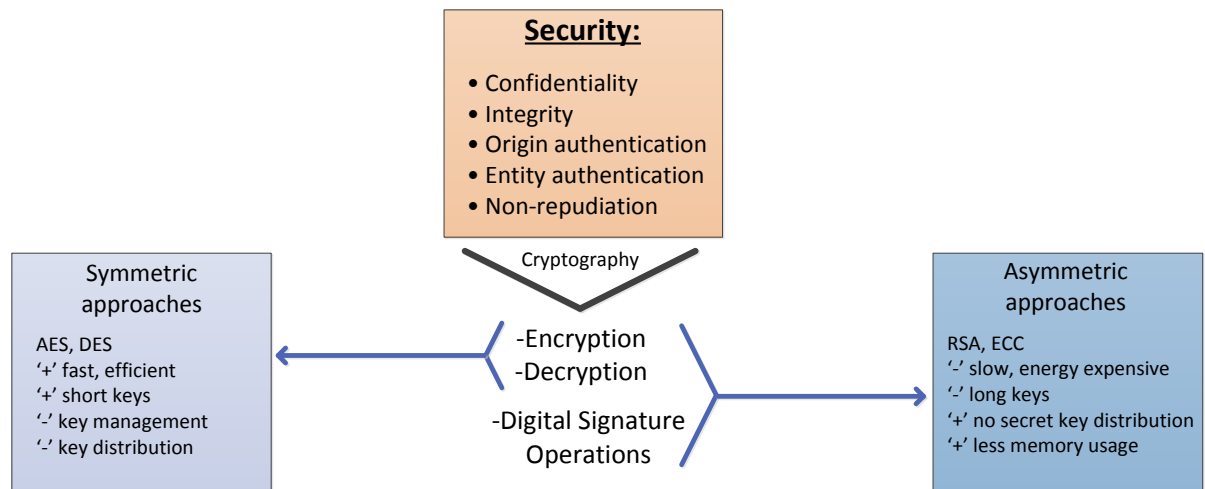 Security:
• Confidentiality
• Integrity
• Origin authentication
• Entity authentication
• Non-repudiation
Cryptography
Symmetric
approaches
AES, DES
‘+’ fast, efficient
‘+’ short keys
‘-’ key management
‘-’ key distribution
-Encryption
-Decryption
-Digital Signature
Operations
Asymmetric
approaches
RSA, ECC
‘-’ slow, energy expensive
‘-’ long keys
‘+’ no secret key distribution
‘+’ less memory usage